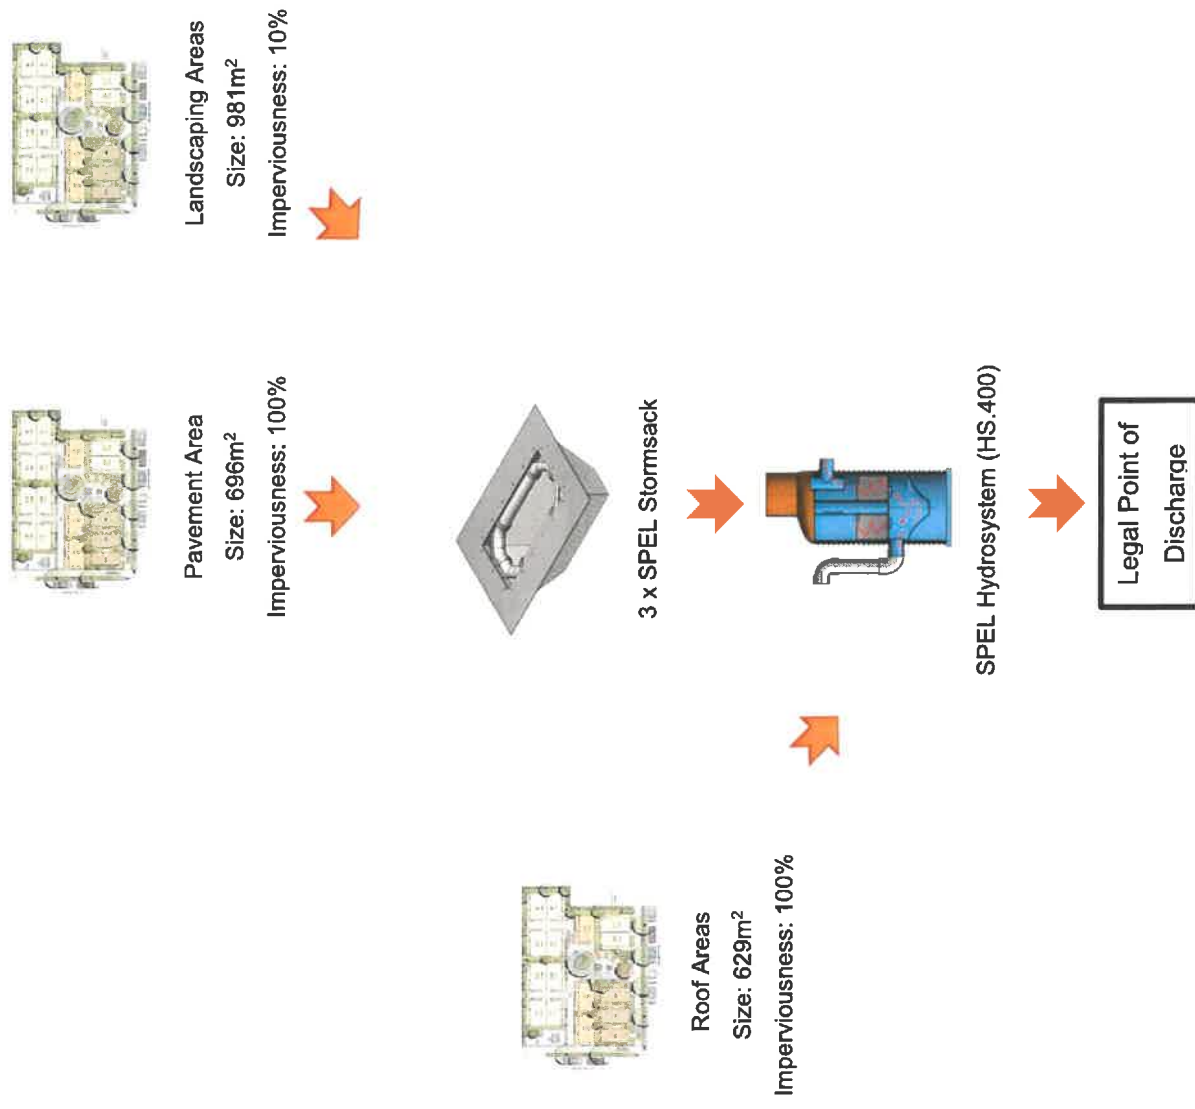 Roof Areas
Size: 629m²
Imperviousness: 100%
Pavement Area
Size: 696m²
Imperviousness: 100%
Landscaping Areas
Size: 981m²
Imperviousness: 10%
3 x SPEL Stormsack
SPEL Hydrosystem (HS.400)
Legal Point of
Discharge